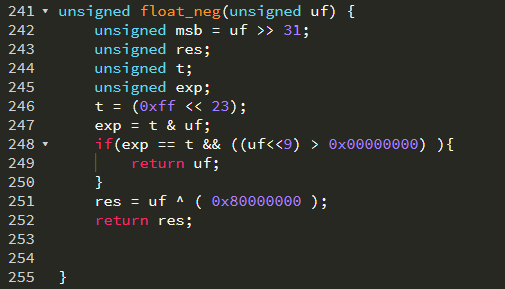 241 unsigned float_neg(unsigned uf) {
242 unsigned msb = uf >> 31;
243 unsigned res;
244 unsigned t;
245 unsigned exp;
246 t = (0xff << 23);
247 exp = t & uf;
248 if(exp == t && ((uf<<9) > 0x00000000) ){
249 return uf;
250 }
251 res = uf ^ ( 0x80000000 );
252 return res;
253
254
255 }